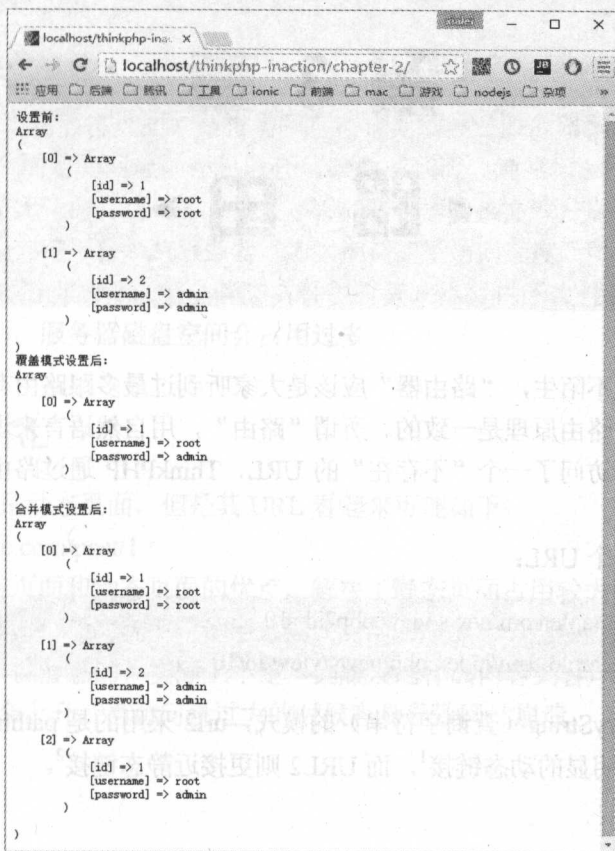 localhost/thinkphp-ina
localhost/thinkphp-inaction/chapter-2/
应用 后端 腾讯 工具 ionic 前端 mac 游戏 nodejs 杂项 »
设置前:
Array
(
[0] => Array
[id] => 1
[username] => root
[password] => root
)
[1] => Array
(
[id] => 2
[username] => admin
[password] => admin
)
)
覆盖模式设置后:
Array
(
[0] => Array
(
[id] => 1
[username] => root
[password] => admin
)
)
合并模式设置后:
Array
(
[0] => Array
(
[id] => 1
[username] => root
[password] => root
)
[1] => Array
(
[id] => 2
[username] => admin
[password] => admin
)
[2] => Array
(
[id] => 1
[username] => root
[password] => admin
)
)